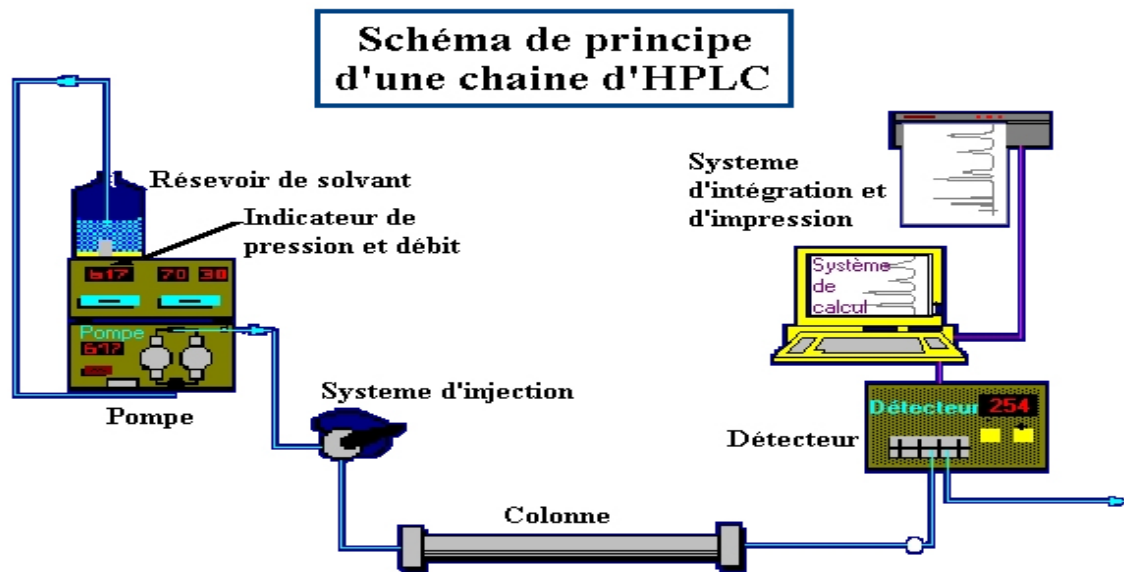 Schéma de principe
d'une chaine d'HPLC
Résevoir de solvant
Indicateur de
pression et débit
617 70 30
Pompe
617
Pompe
Systeme d'injection
Colonne
Systeme
d'intégration et
d'impression
Système
de
calcul
Détecteur 254
Détecteur